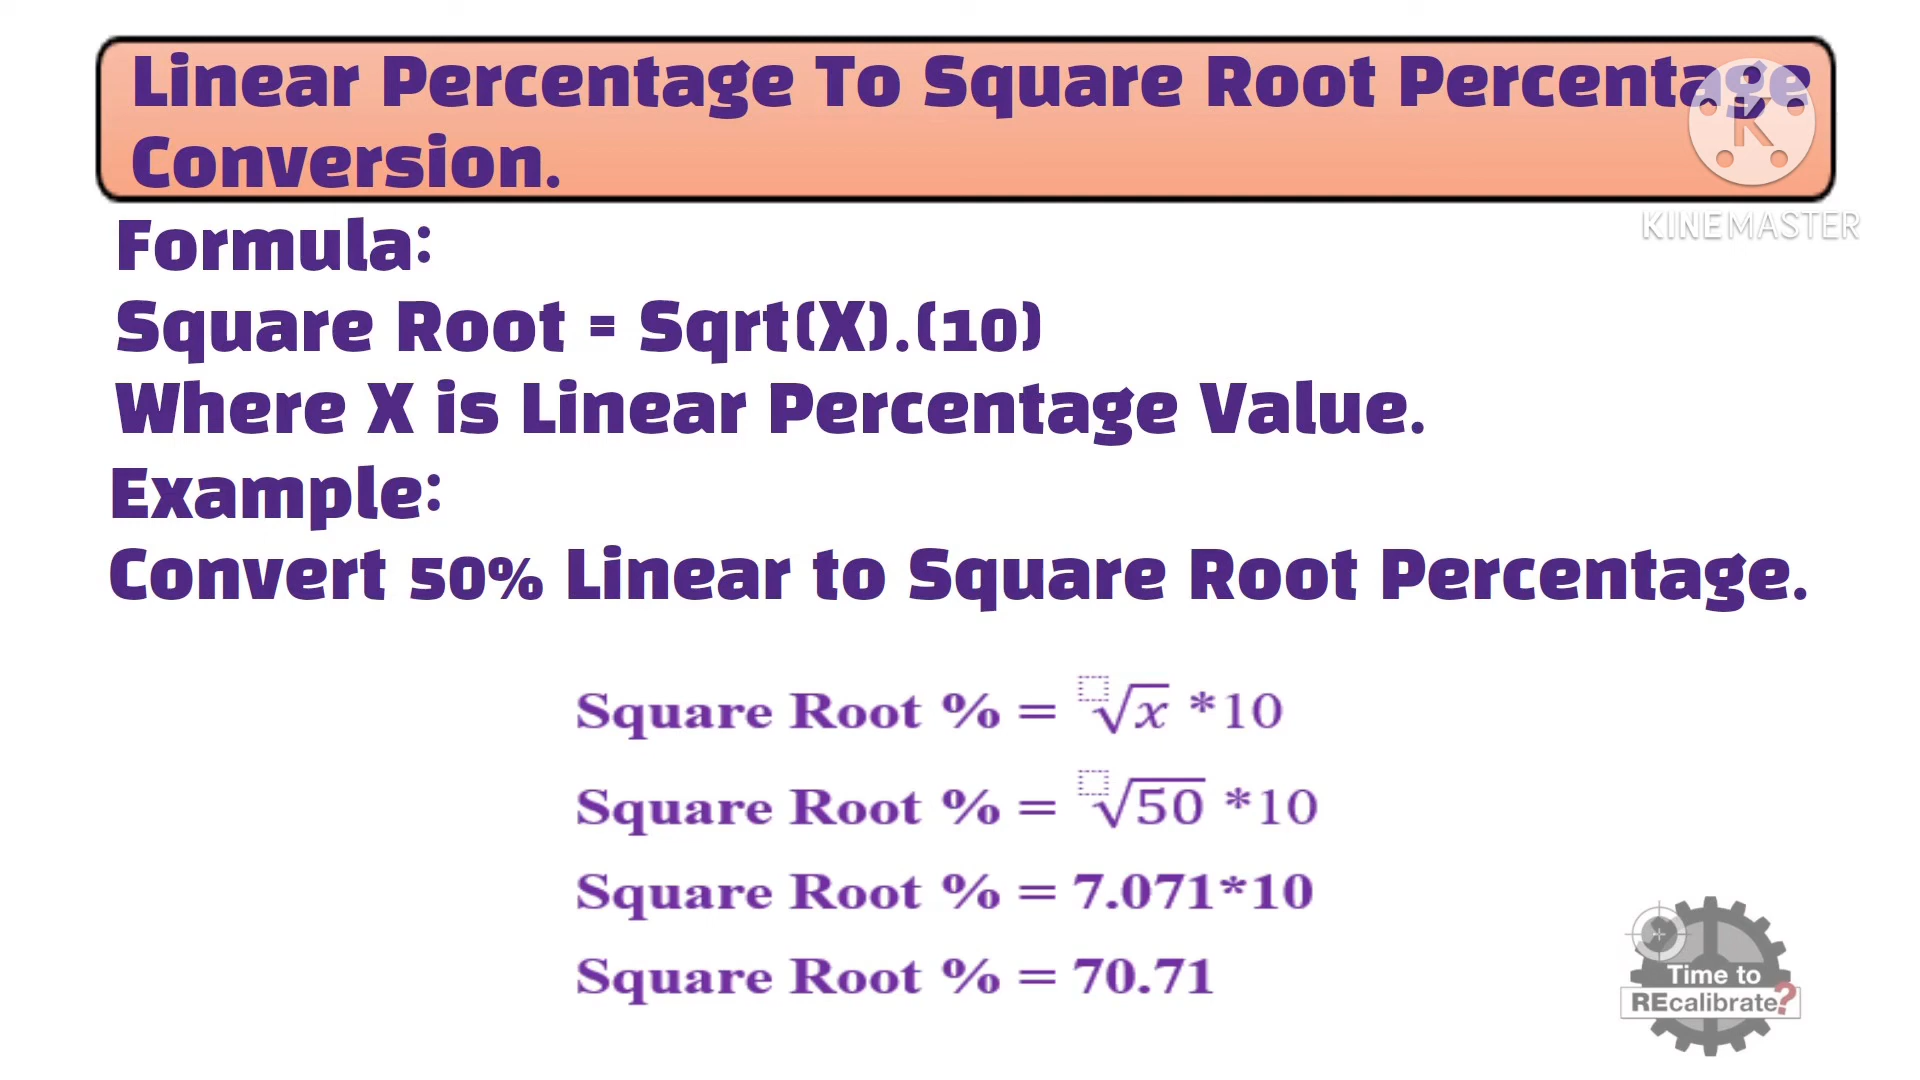 Linear Percentage To Square Root Percentage
Conversion.
K
KINEMASTER
Formula:
Square Root = Sqrt(X).(10)
Where X is Linear Percentage Value.
Example:
Convert 50% Linear to Square Root Percentage.
Square Root % = √x *10
Square Root % = √50 *10
Square Root % = 7.071*10
Square Root % = 70.71
Time to
REcalibrate?